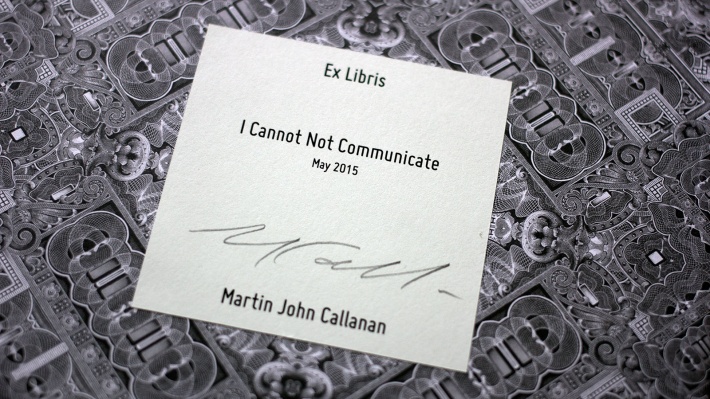 Ex Libris
I Cannot Not Communicate
May 2015
Martin John Callanan